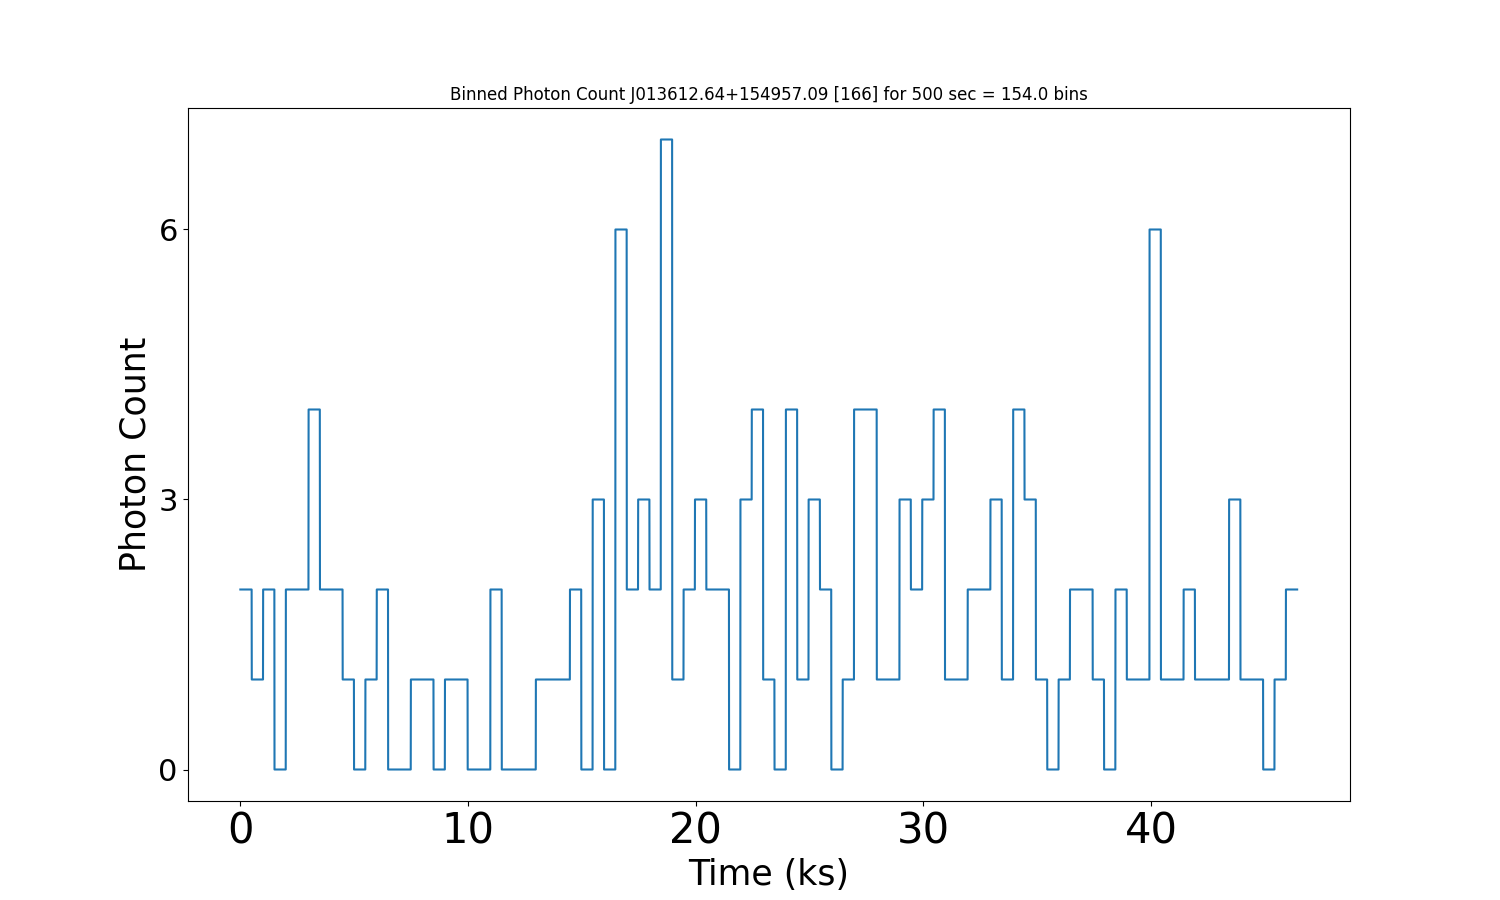 Binned Photon Count J013612.64+154957.09 [166] for 500 sec = 154.0 bins
Photon Count
6
3
0
0 10 20 30 40
Time (ks)